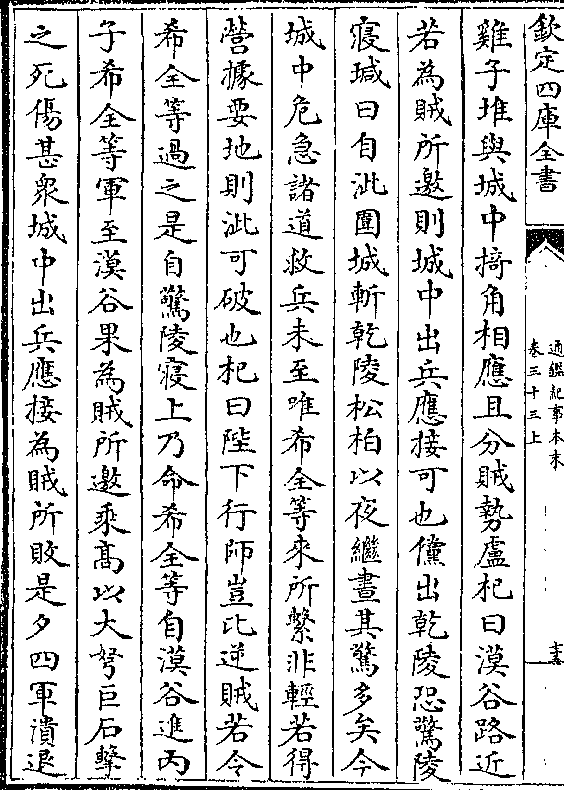 欽定四庫全書
通鑑紀事本末
卷三十三上
雞子堆與城中掎角相應且分賊勢盧杞曰漠谷路近
若為賊所邀則城中出兵應接可也儻出乾陵恐驚陵
寢瑊曰自泚圍城斬乾陵松柏以夜繼晝其驚多矣今
城中危急諸道救兵未至唯希全等來所繫非輕若得
營據要地則泚可破也杞曰陛下行師豈比逆賊若令
希全等過之是自驚陵寢上乃命希全等自漠谷進丙
子希全等軍至漠谷果為賊所邀乘高以大弩巨石擊
之死傷甚衆城中出兵應接為賊所敗是夕四軍潰退